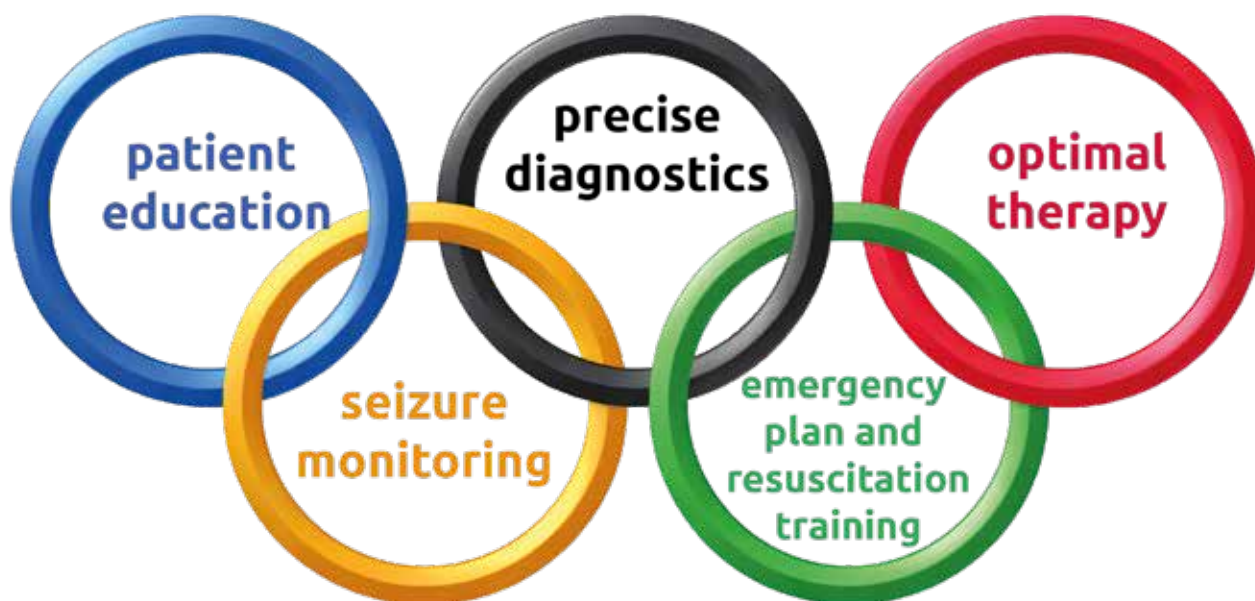 patient
education
precise
diagnostics
optimal
therapy
seizure
monitoring
emergency
plan and
resuscitation
training